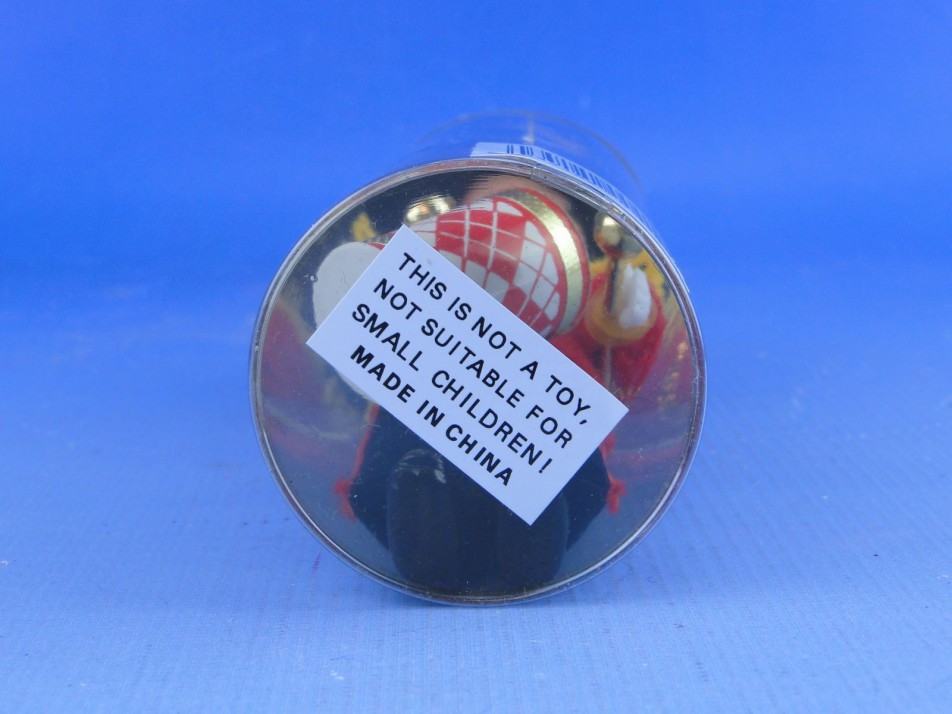 THIS IS NOT A TOY,
NOT SUITABLE FOR
SMALL CHILDREN!
MADE IN CHINA